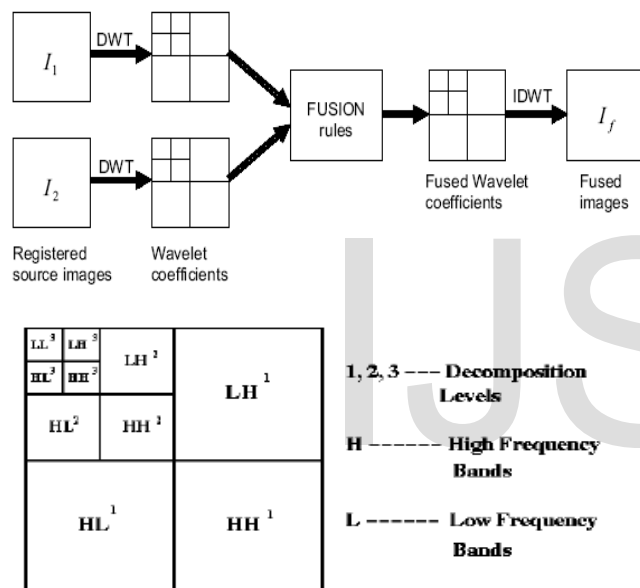 DWT
IDWT
I₁
FUSION
rules
I_f
DWT
I₂
Fused Wavelet
coefficients
Fused
images
Registered
source images
Wavelet
coefficients
IJS
LL³ LH³
LH²
HL³ HH³
LH¹
HL² HH²
HL¹ HH¹
1, 2, 3 --- Decomposition
Levels
H ------ High Frequency
Bands
L ------ Low Frequency
Bands